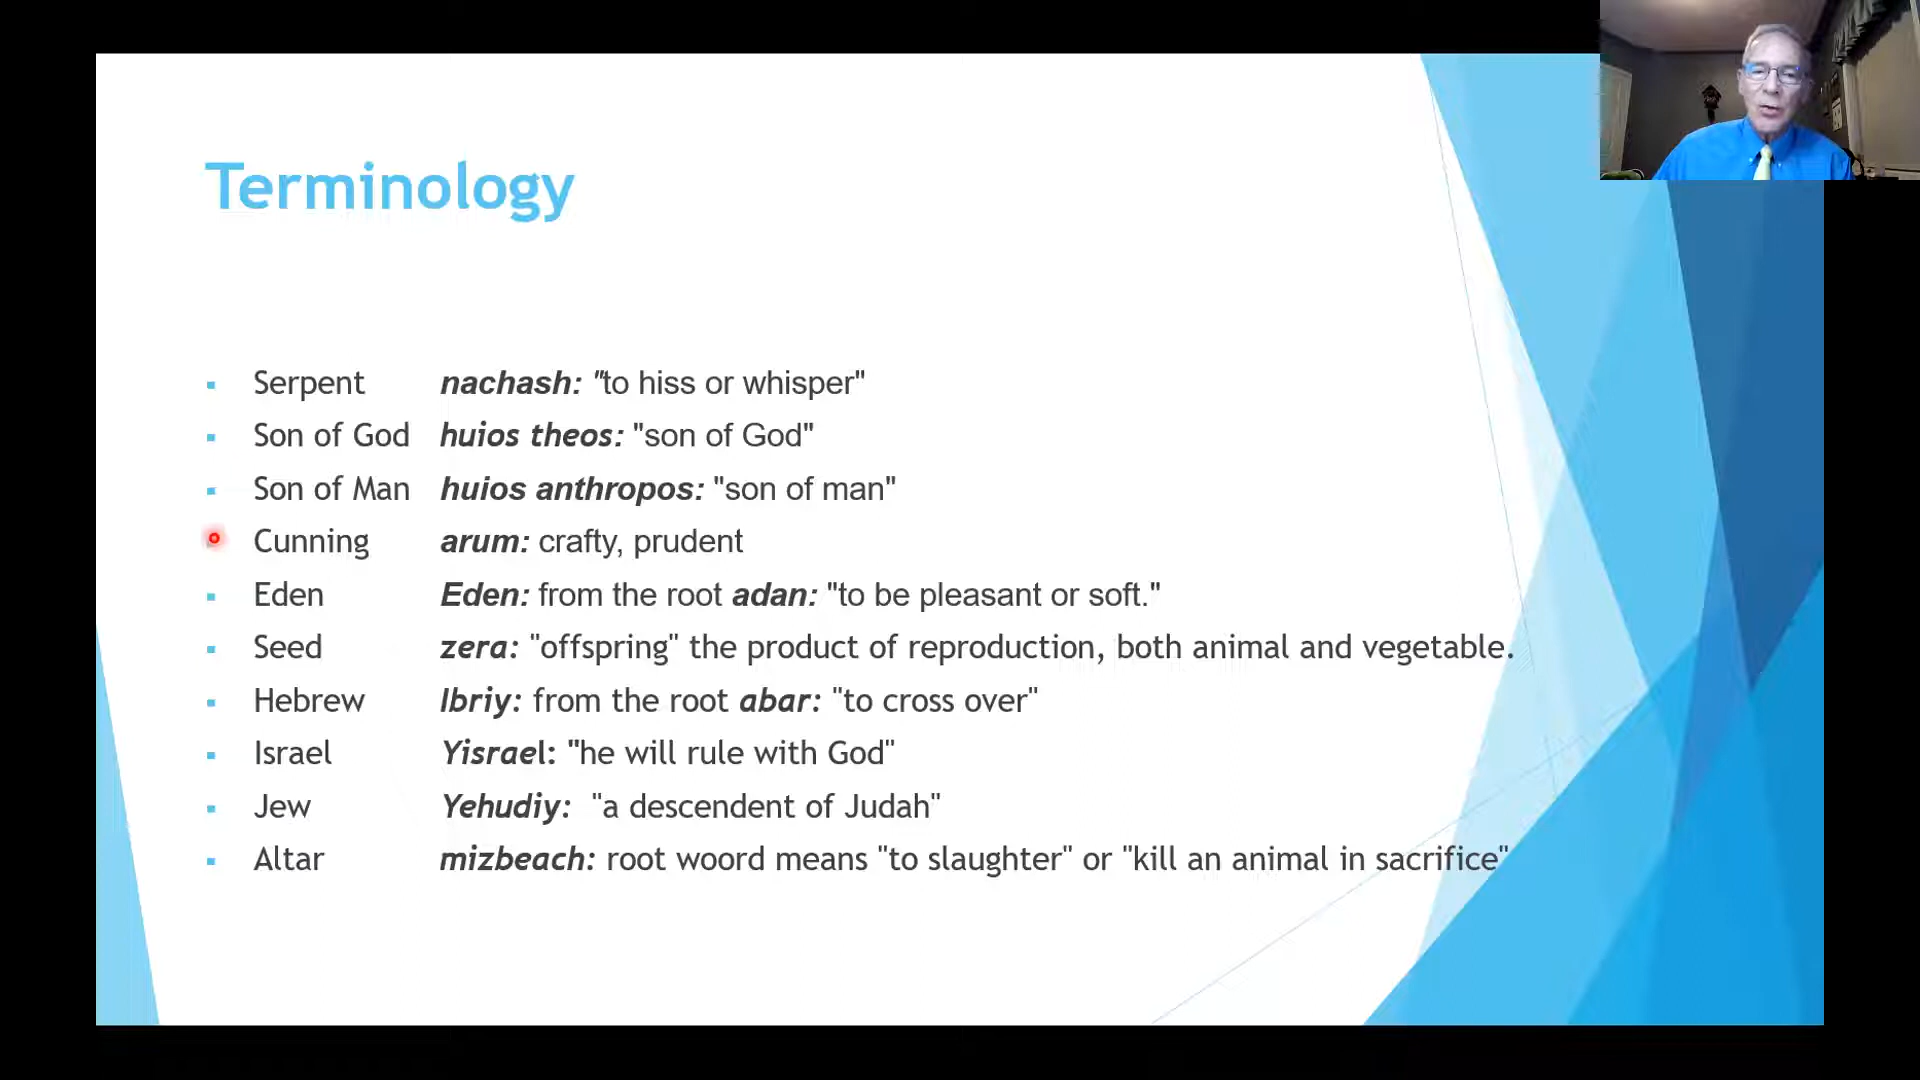 Terminology
Serpent nachash: "to hiss or whisper"
Son of God huios theos: "son of God"
Son of Man huios anthropos: "son of man"
Cunning arum: crafty, prudent
Eden Eden: from the root adan: "to be pleasant or soft."
Seed zera: "offspring" the product of reproduction, both animal and vegetable.
Hebrew Ibriy: from the root abar: "to cross over"
Israel Yisrael: "he will rule with God"
Jew Yehudiy: "a descendent of Judah"
Altar mizbeach: root woord means "to slaughter" or "kill an animal in sacrifice"